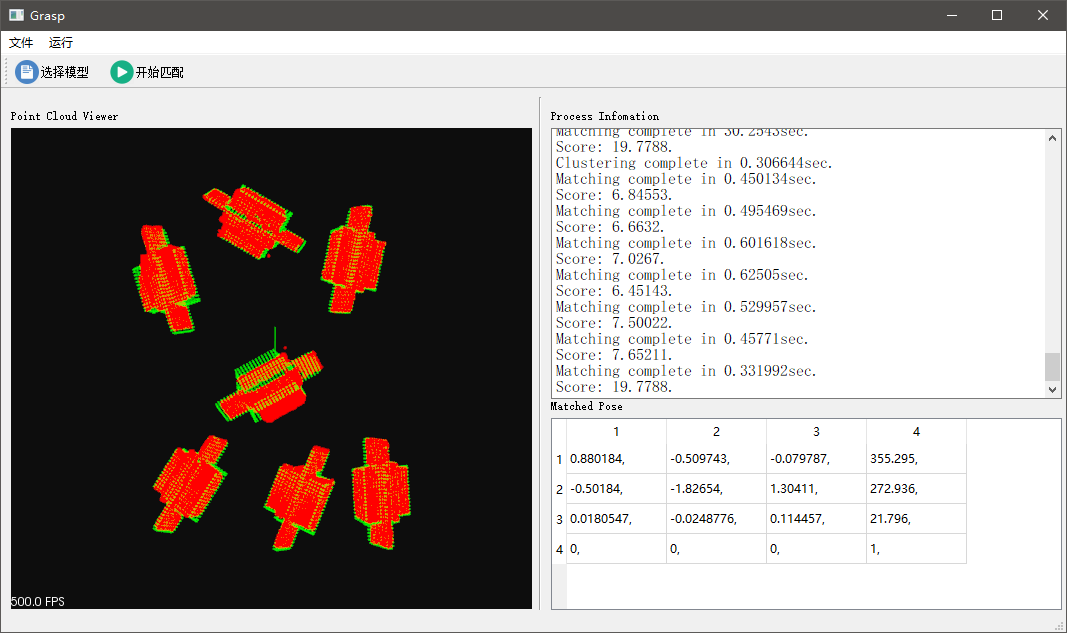 Grasp
文件 运行
选择模型 开始匹配
Point Cloud Viewer
500.0 FPS
Process Infomation
Matching complete in 30.2543sec.
Score: 19.7788.
Clustering complete in 0.306644sec.
Matching complete in 0.450134sec.
Score: 6.84553.
Matching complete in 0.495469sec.
Score: 6.6632.
Matching complete in 0.601618sec.
Score: 7.0267.
Matching complete in 0.62505sec.
Score: 6.45143.
Matching complete in 0.529957sec.
Score: 7.50022.
Matching complete in 0.45771sec.
Score: 7.65211.
Matching complete in 0.331992sec.
Score: 19.7788.
Matched Pose
1 2 3 4
1 0.880184, -0.509743, -0.079787, 355.295,
2 -0.50184, -1.82654, 1.30411, 272.936,
3 0.0180547, -0.0248776, 0.114457, 21.796,
4 0, 0, 0, 1,